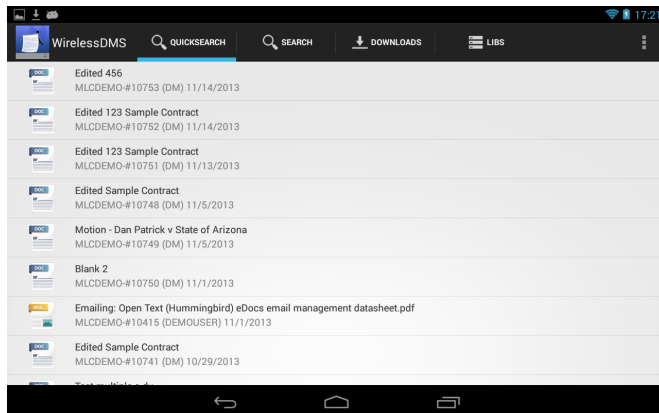 17:21
WirelessDMS
QUICKSEARCH
SEARCH
DOWNLOADS
LIBS
DOC
Edited 456
MLCDEMO-#10753 (DM) 11/14/2013
DOC
Edited 123 Sample Contract
MLCDEMO-#10752 (DM) 11/14/2013
DOC
Edited 123 Sample Contract
MLCDEMO-#10751 (DM) 11/13/2013
DOC
Edited Sample Contract
MLCDEMO-#10748 (DM) 11/5/2013
DOC
Motion - Dan Patrick v State of Arizona
MLCDEMO-#10749 (DM) 11/5/2013
DOC
Blank 2
MLCDEMO-#10750 (DM) 11/1/2013
Emailing: Open Text (Hummingbird) eDocs email management datasheet.pdf
MLCDEMO-#10415 (DEMOUSER) 11/1/2013
DOC
Edited Sample Contract
MLCDEMO-#10741 (DM) 10/29/2013